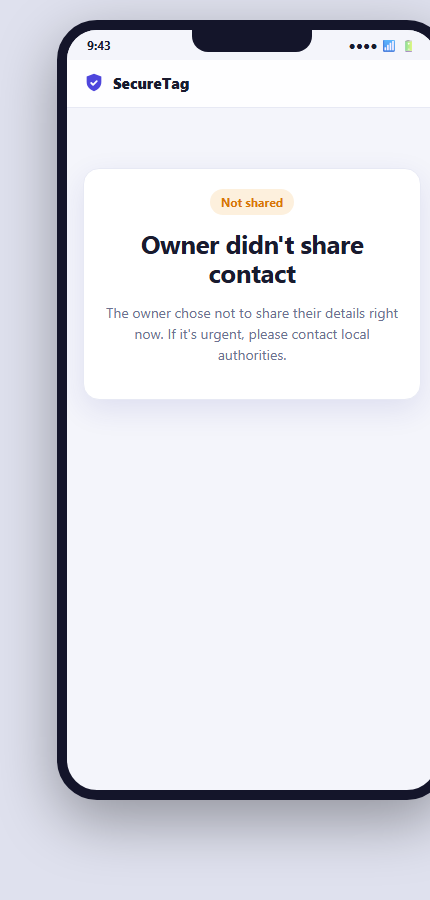 9:43
SecureTag
Not shared
Owner didn't share
contact
The owner chose not to share their details right
now. If it's urgent, please contact local
authorities.